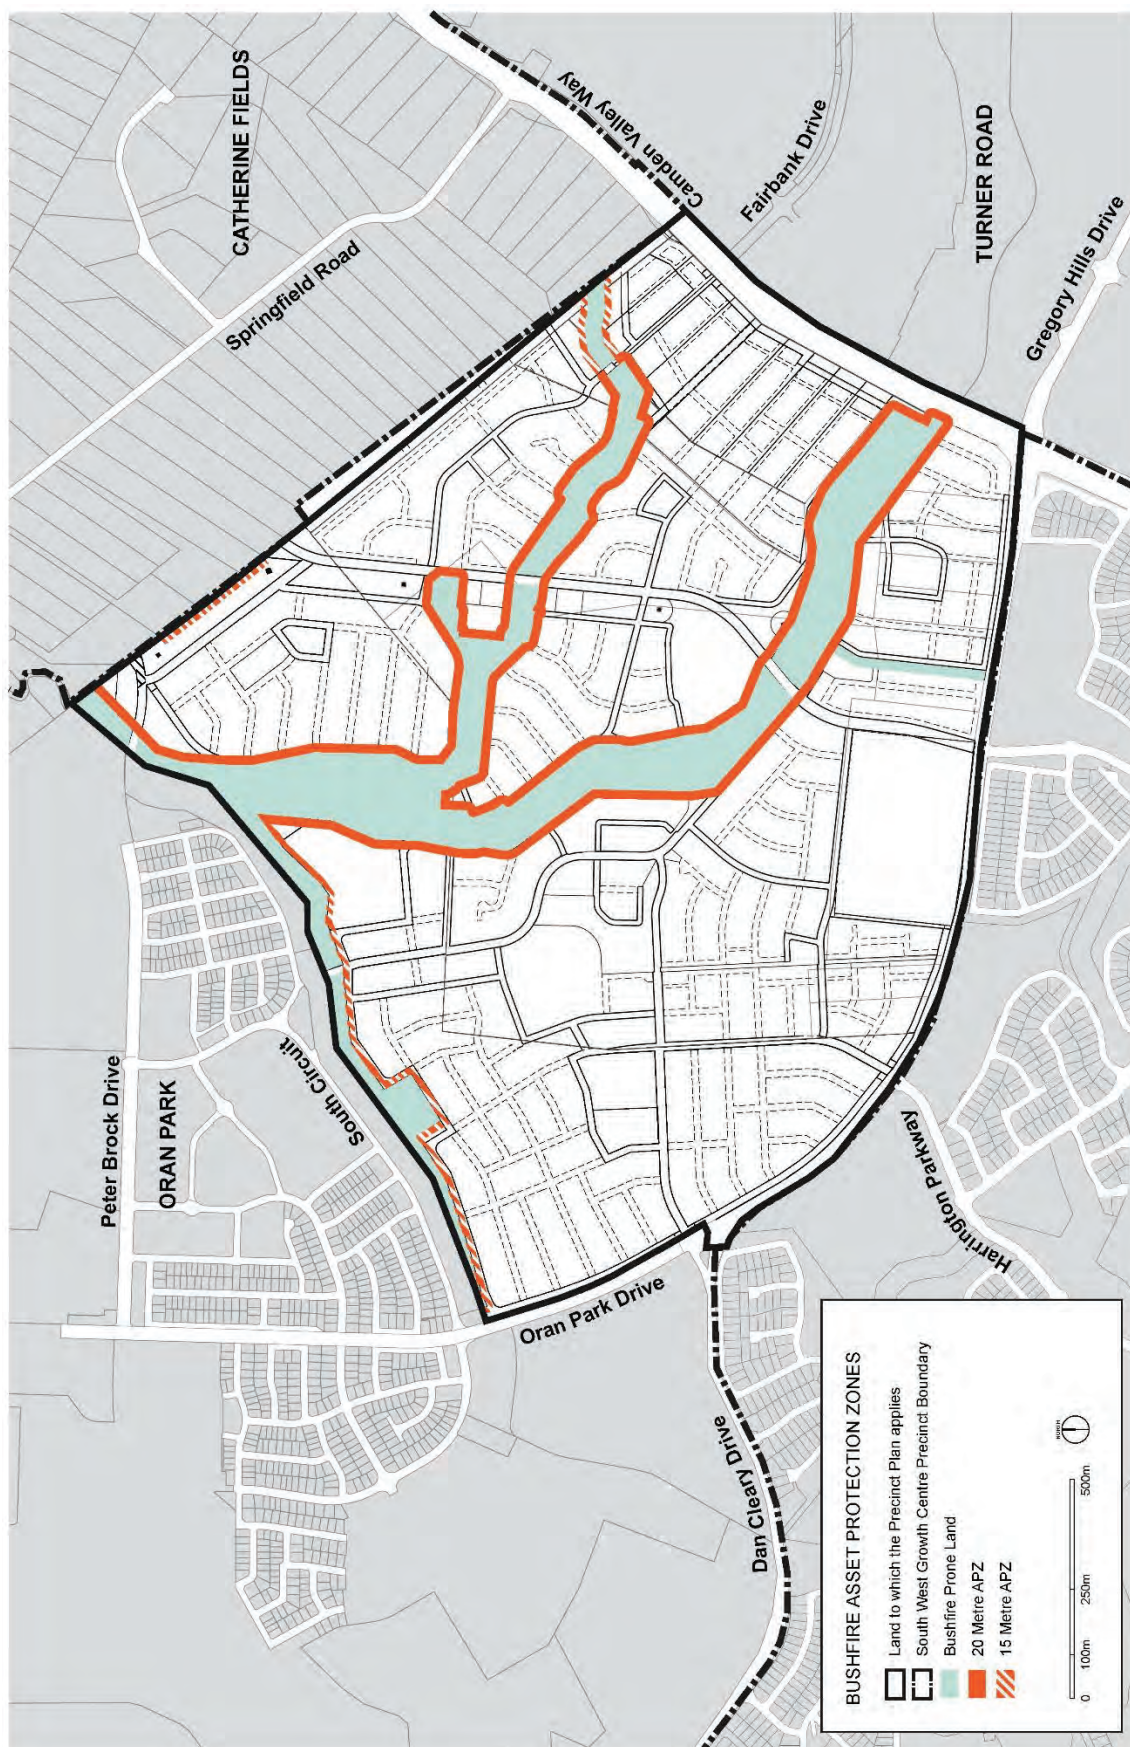 CATHERINE FIELDS
Springfield Road
Camden Valley Way
Fairbank Drive
TURNER ROAD
Gregory Hills Drive
Peter Brock Drive
ORAN PARK
South Circuit
Oran Park Drive
Harrington Parkway
Dan Cleary Drive
BUSHFIRE ASSET PROTECTION ZONES
Land to which the Precinct Plan applies
South West Growth Centre Precinct Boundary
Bushfire Prone Land
20 Metre APZ
15 Metre APZ
NORTH
0 100m 250m 500m